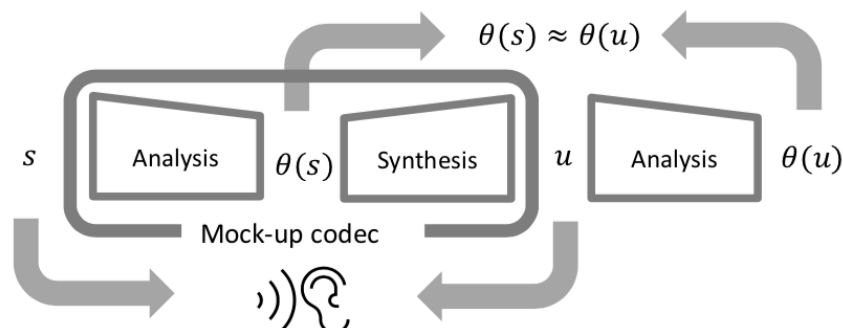 θ(s) ≈ θ(u)
s
Analysis
θ(s)
Synthesis
u
Analysis
θ(u)
Mock-up codec